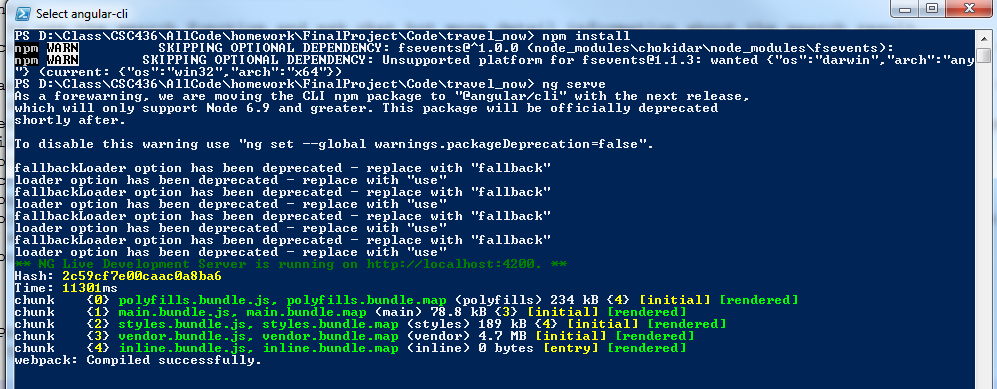 Select angular-cli
PS D:\Class\CSC436\AllCode\homework\FinalProject\Code\travel_now> npm install
npm WARN SKIPPING OPTIONAL DEPENDENCY: fsevents@^1.0.0 (node_modules\chokidar\node_modules\fsevents):
npm WARN SKIPPING OPTIONAL DEPENDENCY: Unsupported platform for fsevents@1.1.3: wanted {"os":"darwin","arch":"any
"} (current: {"os":"win32","arch":"x64"})
PS D:\Class\CSC436\AllCode\homework\FinalProject\Code\travel_now> ng serve
As a forewarning, we are moving the CLI npm package to "@angular/cli" with the next release,
which will only support Node 6.9 and greater. This package will be officially deprecated
shortly after.
To disable this warning use "ng set --global warnings.packageDeprecation=false".
fallbackLoader option has been deprecated - replace with "fallback"
loader option has been deprecated - replace with "use"
fallbackLoader option has been deprecated - replace with "fallback"
loader option has been deprecated - replace with "use"
fallbackLoader option has been deprecated - replace with "fallback"
loader option has been deprecated - replace with "use"
fallbackLoader option has been deprecated - replace with "fallback"
loader option has been deprecated - replace with "use"
** NG Live Development Server is running on http://localhost:4200. **
Hash: 2c59cf7e00caac0a8ba6
Time: 11301ms
chunk {0} polyfills.bundle.js, polyfills.bundle.map (polyfills) 234 kB {4} [initial] [rendered]
chunk {1} main.bundle.js, main.bundle.map (main) 78.8 kB {3} [initial] [rendered]
chunk {2} styles.bundle.js, styles.bundle.map (styles) 189 kB {4} [initial] [rendered]
chunk {3} vendor.bundle.js, vendor.bundle.map (vendor) 4.7 MB [initial] [rendered]
chunk {4} inline.bundle.js, inline.bundle.map (inline) 0 bytes [entry] [rendered]
webpack: Compiled successfully.